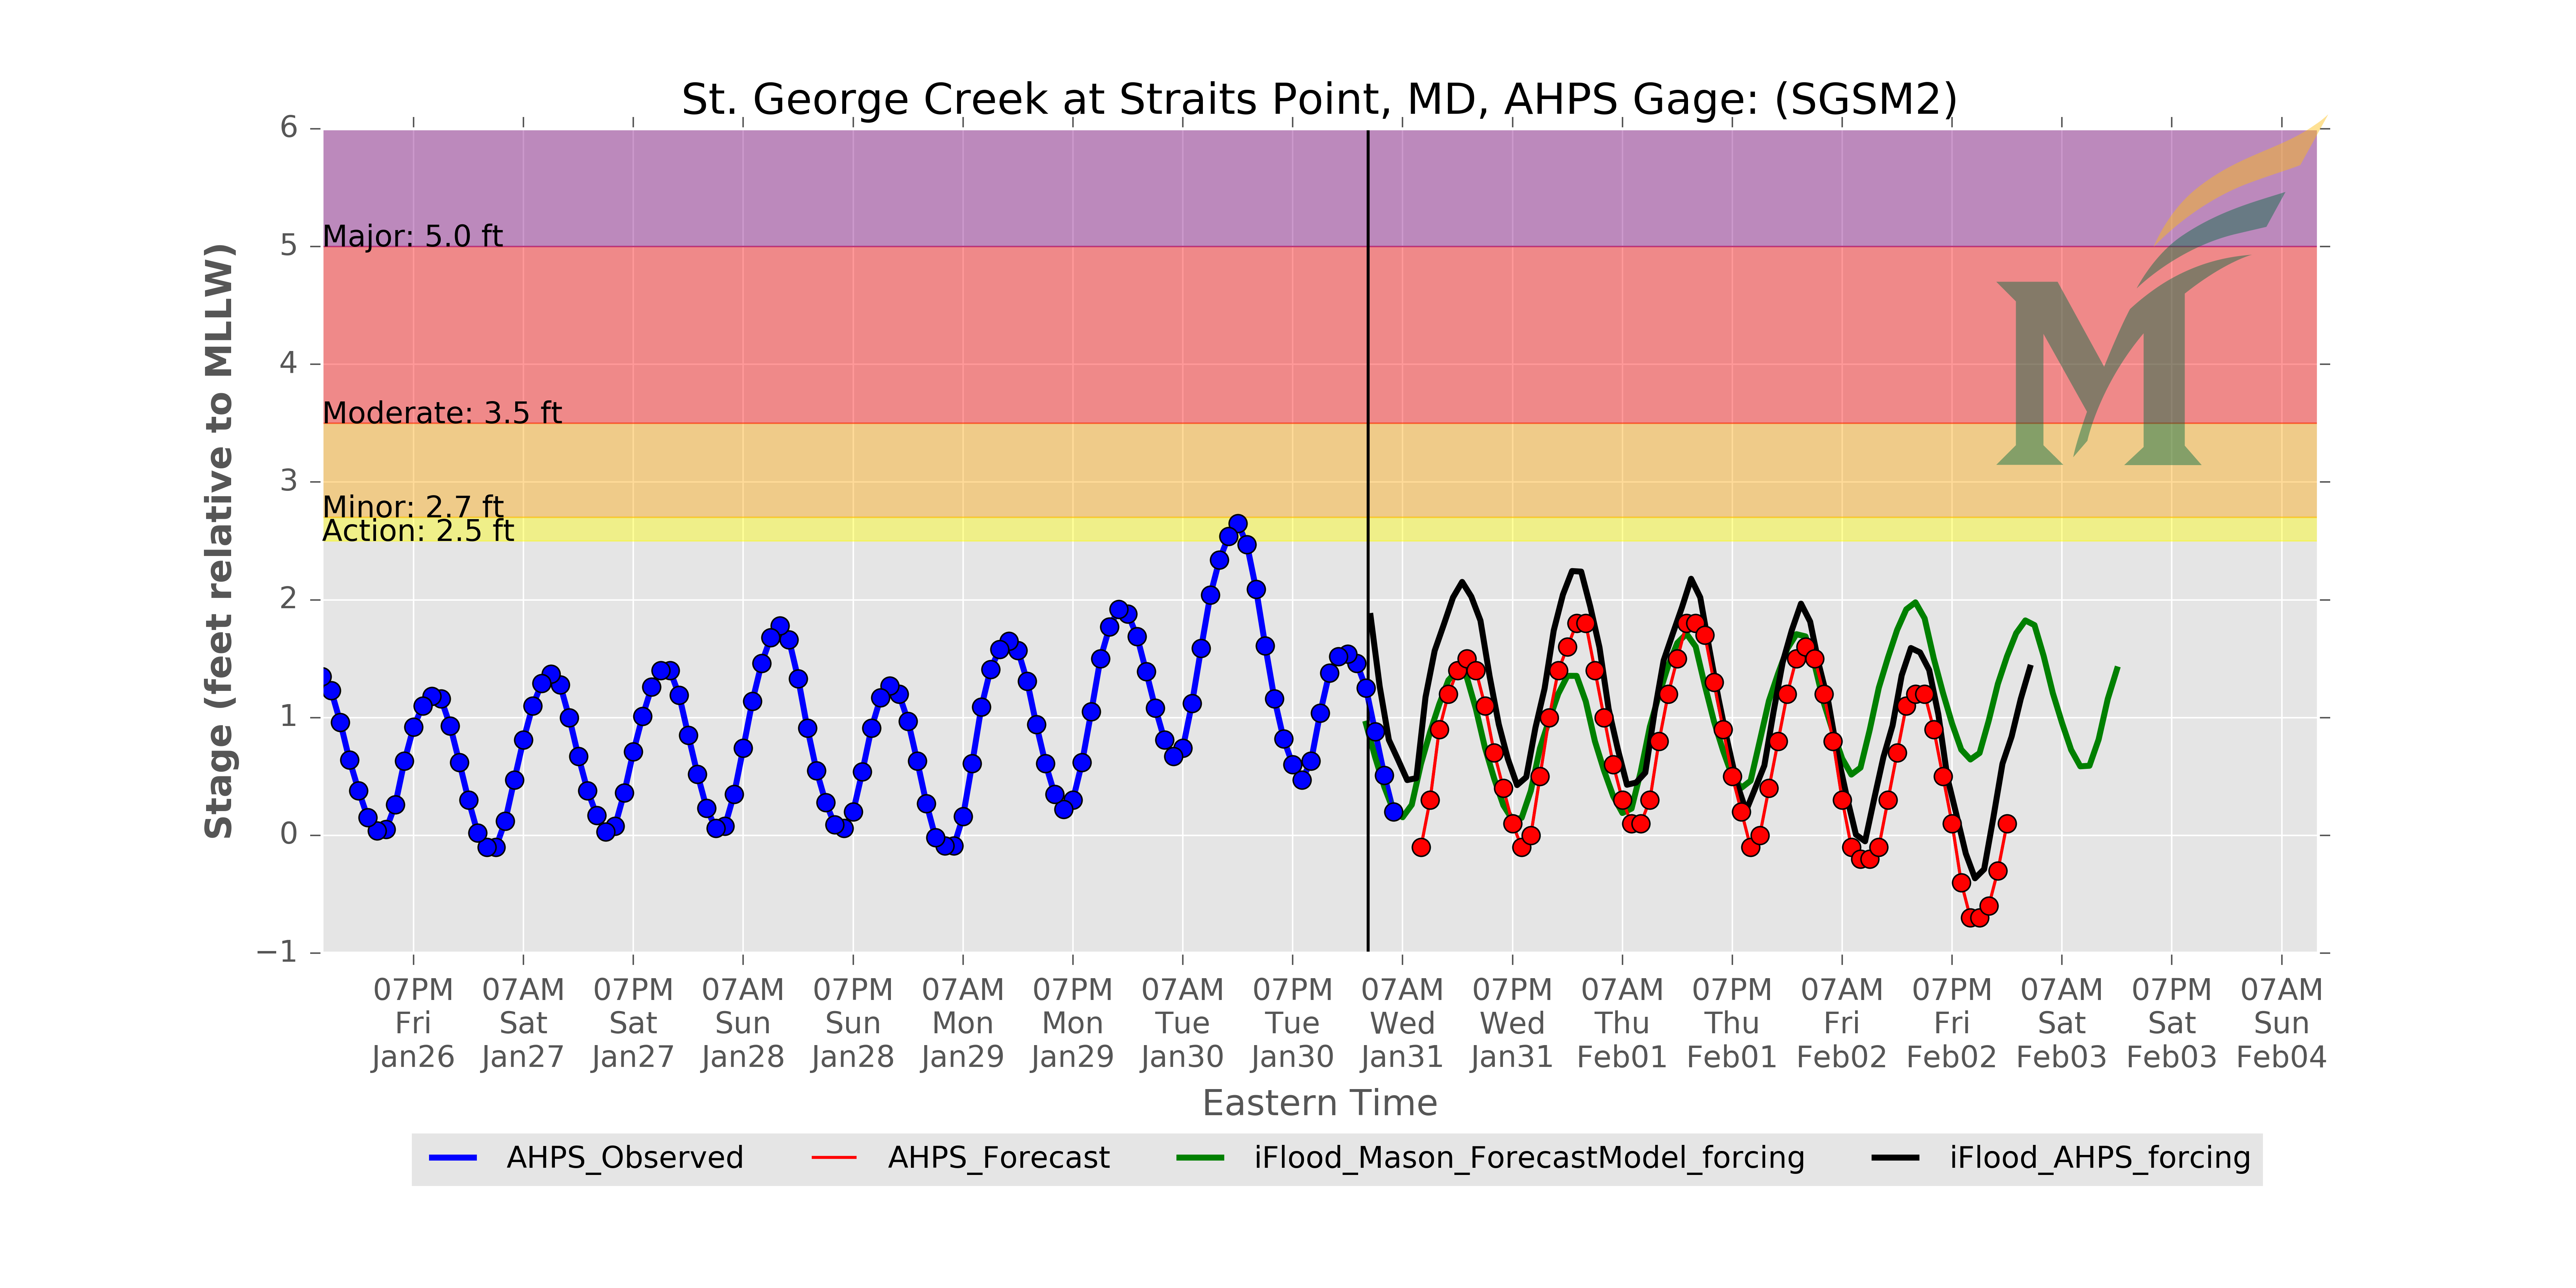 St. George Creek at Straits Point, MD, AHPS Gage: (SGSM2)
Stage (feet relative to MLLW)
6
5
4
3
2
1
0
−1
Major: 5.0 ft
Moderate: 3.5 ft
Minor: 2.7 ft
Action: 2.5 ft
M
07PM 07AM 07PM 07AM 07PM 07AM 07PM 07AM 07PM 07AM 07PM 07AM 07PM 07AM 07PM 07AM 07PM 07AM
Fri Sat Sat Sun Sun Mon Mon Tue Tue Wed Wed Thu Thu Fri Fri Sat Sat Sun
Jan26 Jan27 Jan27 Jan28 Jan28 Jan29 Jan29 Jan30 Jan30 Jan31 Jan31 Feb01 Feb01 Feb02 Feb02 Feb03 Feb03 Feb04
Eastern Time
AHPS_Observed AHPS_Forecast iFlood_Mason_ForecastModel_forcing iFlood_AHPS_forcing